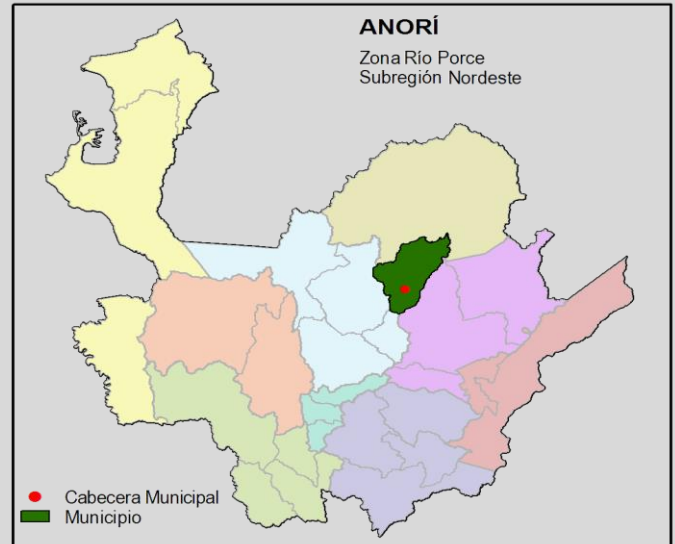 ANORÍ
Zona Río Porce
Subregión Nordeste
Cabecera Municipal
Municipio